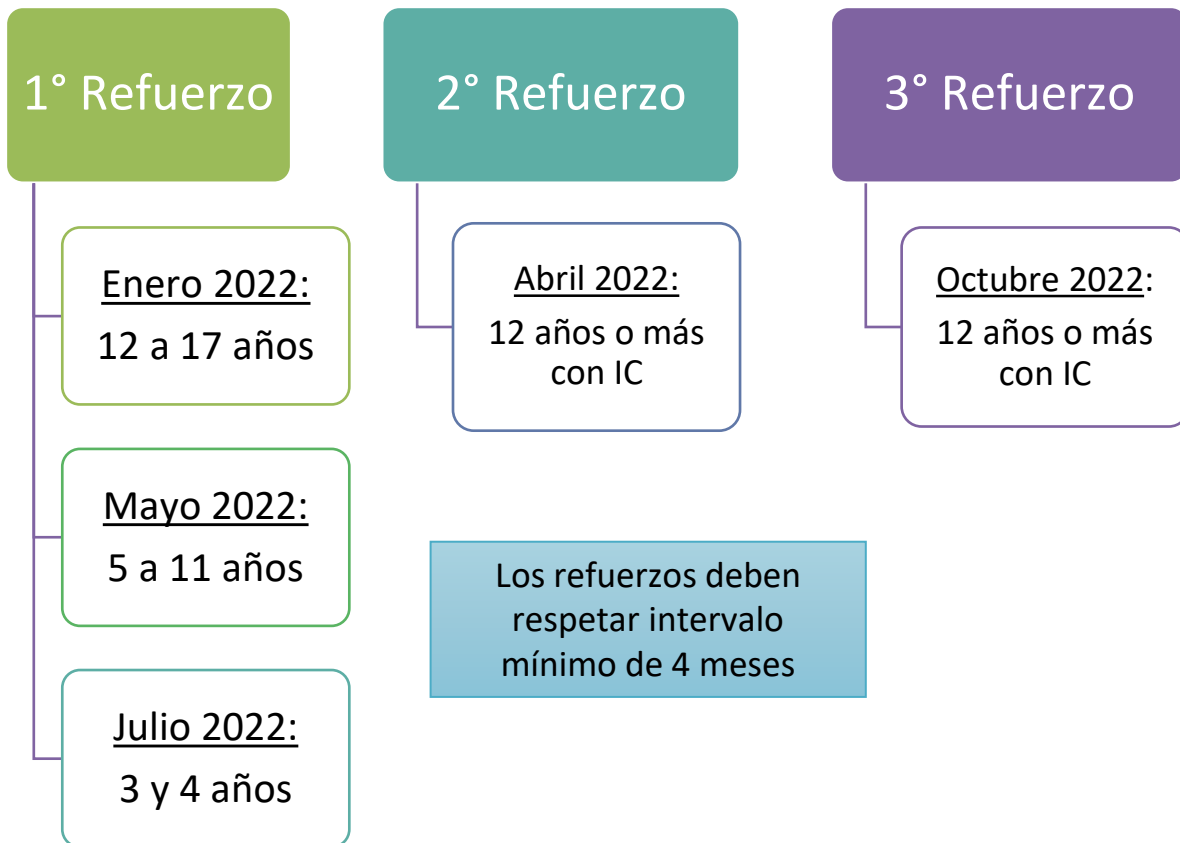 1° Refuerzo
Enero 2022:
12 a 17 años
Mayo 2022:
5 a 11 años
Julio 2022:
3 y 4 años
2° Refuerzo
Abril 2022:
12 años o más
con IC
3° Refuerzo
Octubre 2022:
12 años o más
con IC
Los refuerzos deben
respetar intervalo
mínimo de 4 meses